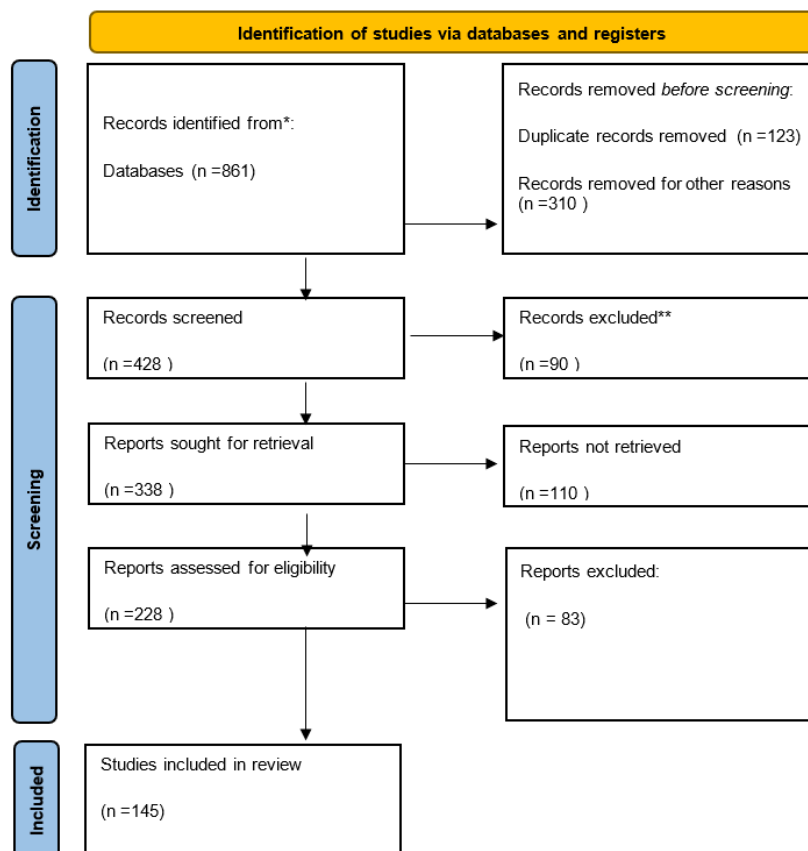 Identification of studies via databases and registers
Identification
Records identified from*:
Databases (n =861)
Records removed before screening:
Duplicate records removed (n =123)
Records removed for other reasons
(n =310 )
Screening
Records screened
(n =428 )
Records excluded**
(n =90 )
Reports sought for retrieval
(n =338 )
Reports not retrieved
(n =110 )
Reports assessed for eligibility
(n =228 )
Reports excluded:
(n = 83)
Included
Studies included in review
(n =145)